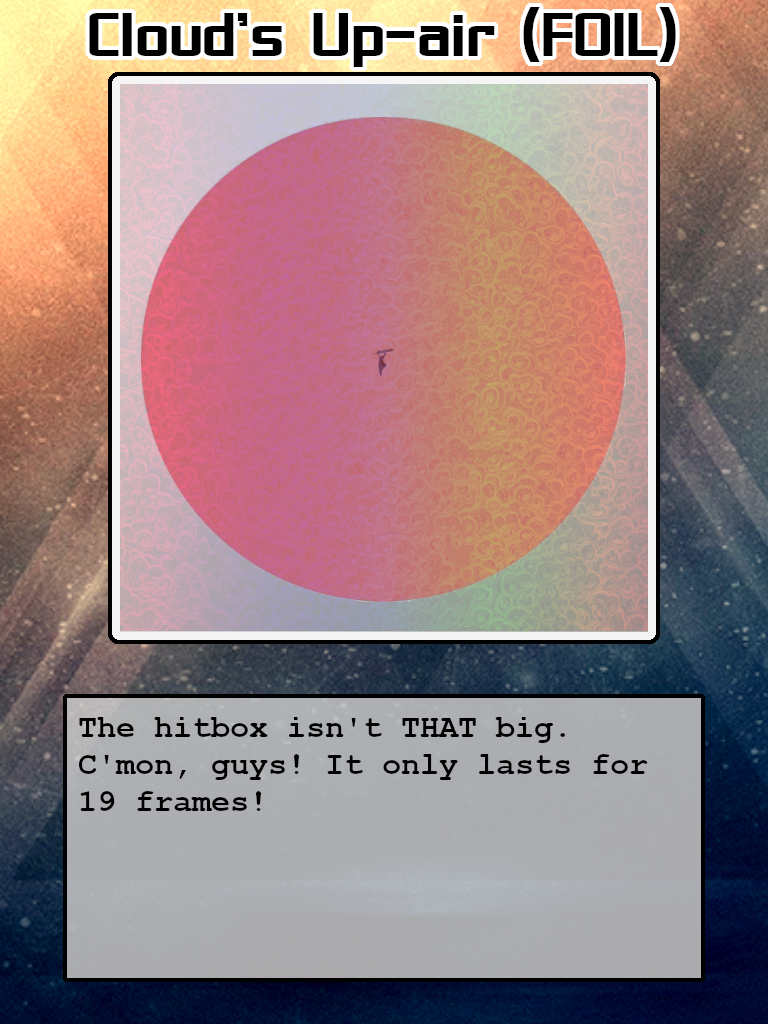 Cloud's Up-air (FOIL)
The hitbox isn't THAT big.
C'mon, guys! It only lasts for
19 frames!